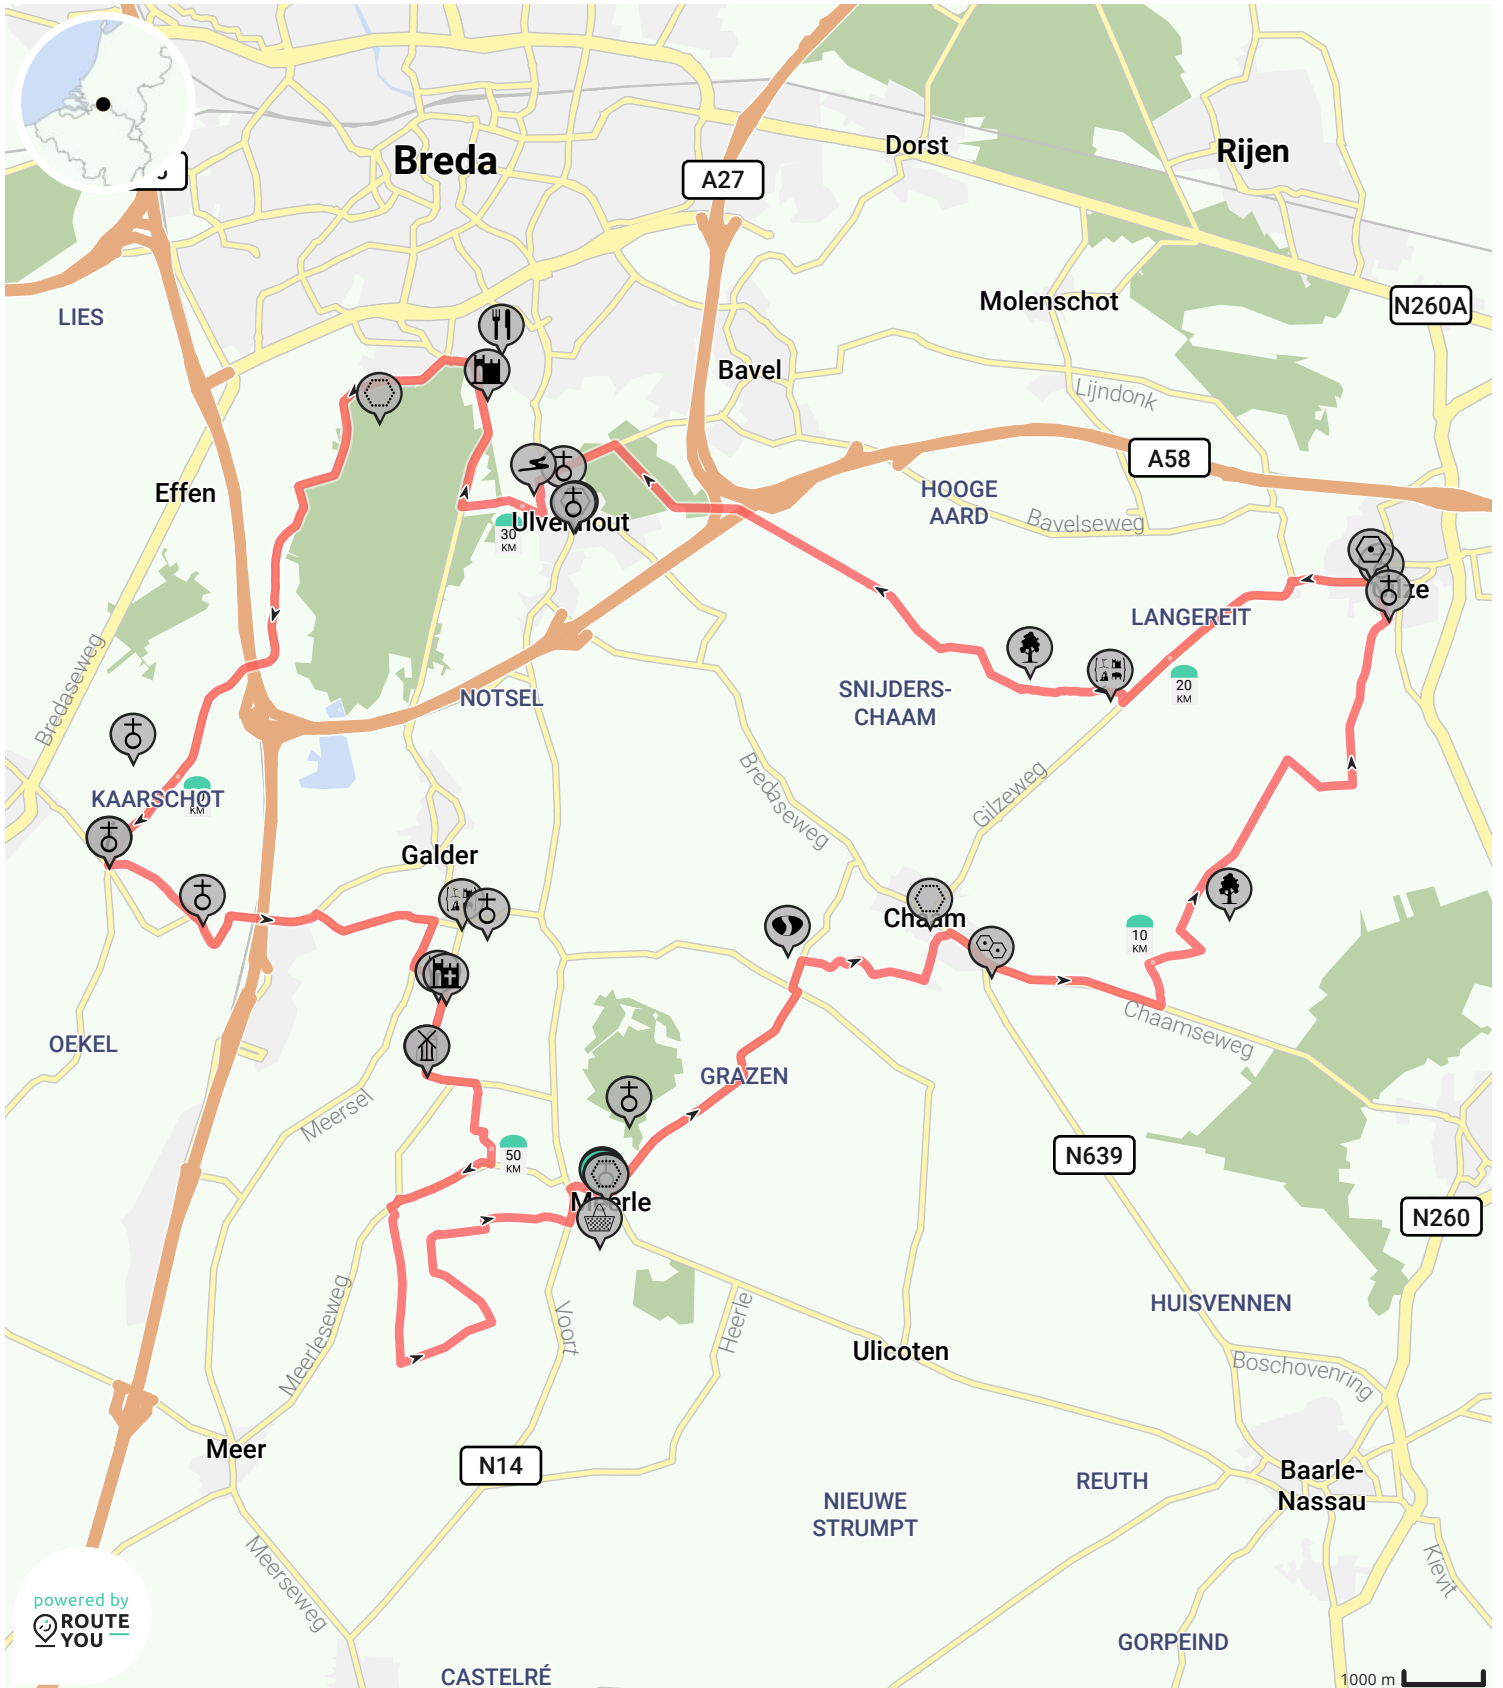 Breda
Dorst
Rijen
A27
Molenschot
N260A
LIES
Bavel
Lijndonk
A58
Effen
HOOGE
AARD
Bavelseweg
30
KM
LANGEREIT
Bredaseweg
NOTSEL
SNIJDERS-
CHAAM
20
KM
KAARSCHOT
KM
Bredaseweg
Gilzeweg
Galder
Chaam
10
KM
Chaamseweg
OEKEL
GRAZEN
Meersel
50
KM
N639
N260
Meerleseweg
Voort
Heerle
HUISVENNEN
Ulicoten
Boschovenring
Meer
N14
REUTH
Baarle-
Nassau
NIEUWE
STRUMPT
Meerseweg
Kievit
powered by
ROUTE
YOU
GORPEIND
CASTELRÉ
1000 m